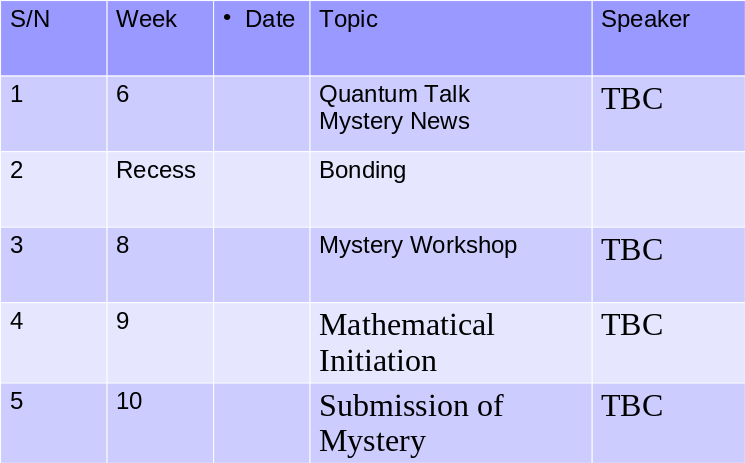 S/N Week • Date Topic Speaker
1 6 Quantum Talk TBC
Mystery News
2 Recess Bonding
3 8 Mystery Workshop TBC
4 9 Mathematical TBC
Initiation
5 10 Submission of TBC
Mystery